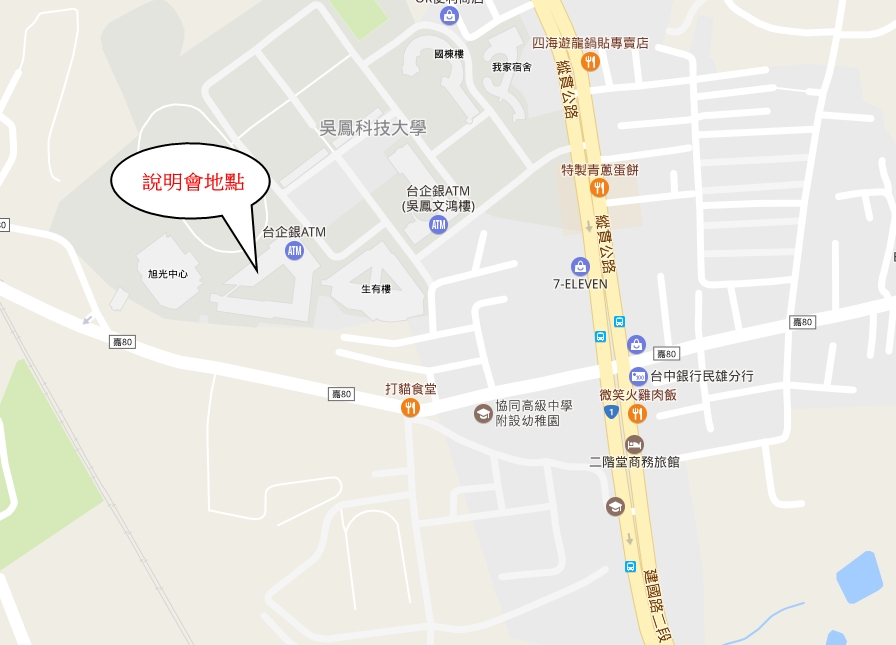 OK便利商店
四海遊龍鍋貼專賣店
國棟樓
我家宿舍
縱貫公路
吳鳳科技大學
說明會地點
特製青蔥蛋餅
台企銀ATM
(吳鳳文鴻樓)
ATM
縱貫公路
80
台企銀ATM
ATM
旭光中心
生有樓
7-ELEVEN
嘉80
嘉80
嘉80
嘉80
台中銀行民雄分行
打貓食堂
微笑火雞肉飯
協同高級中學
附設幼稚園
1
二階堂商務旅館
建國路二段